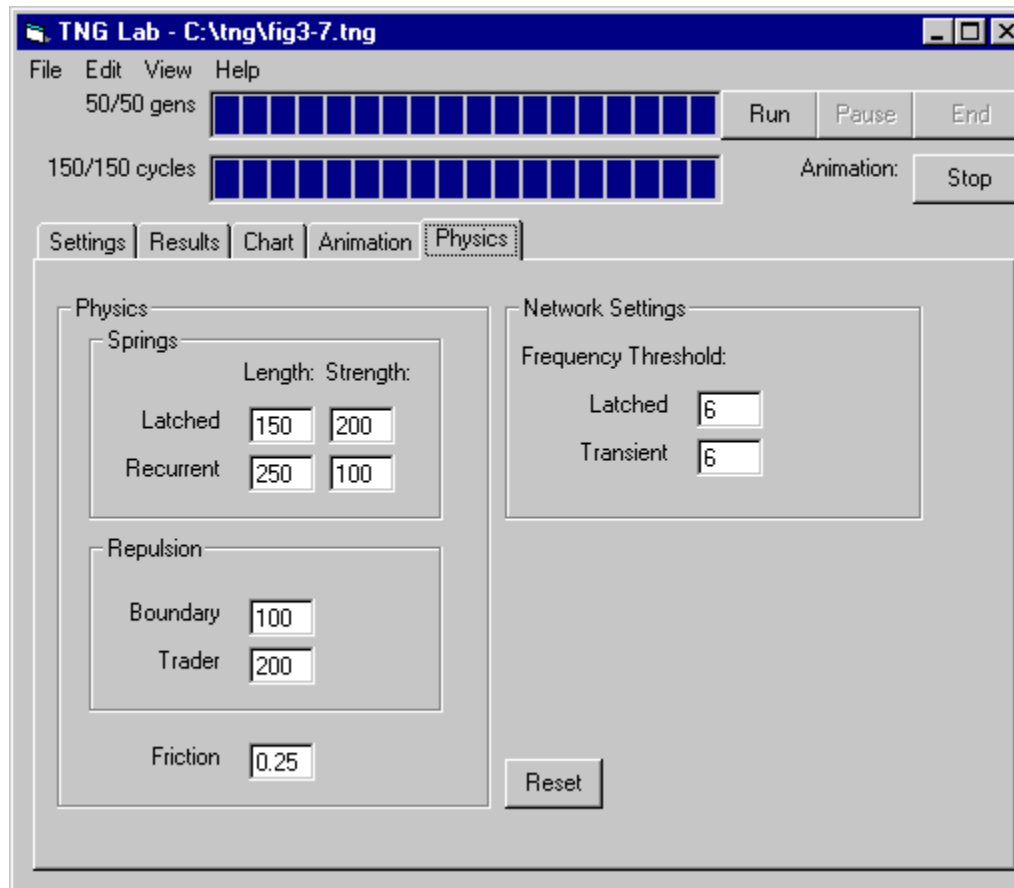 TNG Lab - C:\tng\fig3-7.tng
File Edit View Help
50/50 gens
Run Pause End
150/150 cycles
Animation: Stop
Settings Results Chart Animation Physics
Physics
Springs
Length: Strength:
Latched 150 200
Recurrent 250 100
Repulsion
Boundary 100
Trader 200
Friction 0.25
Network Settings
Frequency Threshold:
Latched 6
Transient 6
Reset